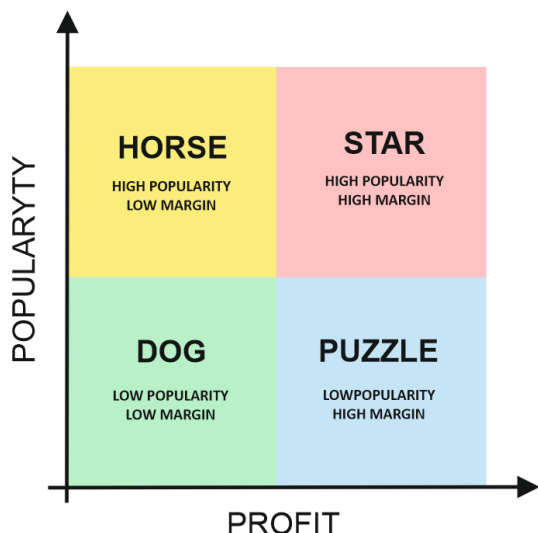 POPULARYTY
HORSE
HIGH POPULARITY
LOW MARGIN
STAR
HIGH POPULARITY
HIGH MARGIN
DOG
LOW POPULARITY
LOW MARGIN
PUZZLE
LOWPOPULARITY
HIGH MARGIN
PROFIT